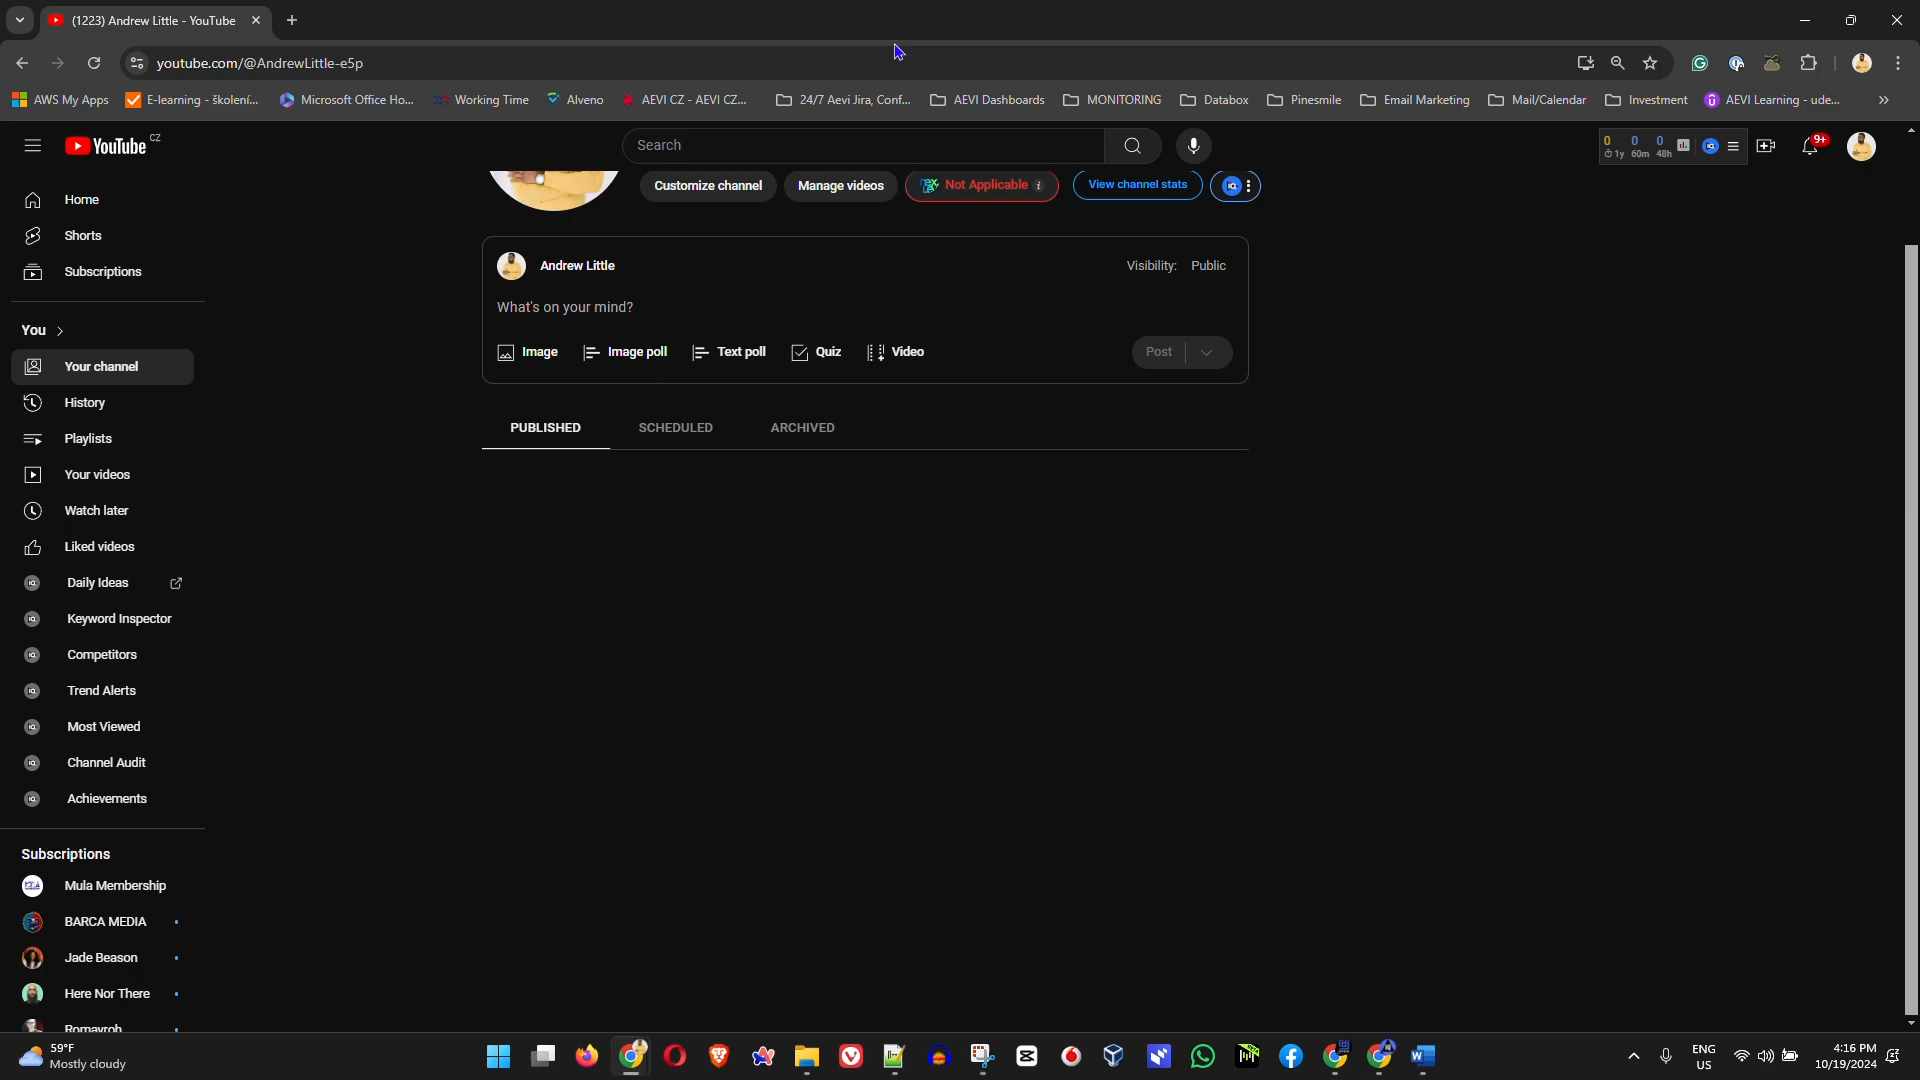 (1223) Andrew Little - YouTube
youtube.com/@AndrewLittle-e5p
AWS My Apps
E-learning - školení...
Microsoft Office Ho...
Working Time
Alveno
AEVI CZ - AEVI CZ...
24/7 Aevi Jira, Conf...
AEVI Dashboards
MONITORING
Databox
Pinesmile
Email Marketing
Mail/Calendar
Investment
AEVI Learning - ude...
YouTube CZ
Search
0 0 0
1y 60m 48h
9+
Home
Shorts
Subscriptions
You
Your channel
History
Playlists
Your videos
Watch later
Liked videos
Daily Ideas
Keyword Inspector
Competitors
Trend Alerts
Most Viewed
Channel Audit
Achievements
Subscriptions
Mula Membership
BARCA MEDIA
Jade Beason
Here Nor There
Romayroh
Customize channel
Manage videos
Not Applicable
View channel stats
Andrew Little
Visibility: Public
What's on your mind?
Image
Image poll
Text poll
Quiz
Video
Post
PUBLISHED
SCHEDULED
ARCHIVED
59°F
Mostly cloudy
ENG
US
4:16 PM
10/19/2024